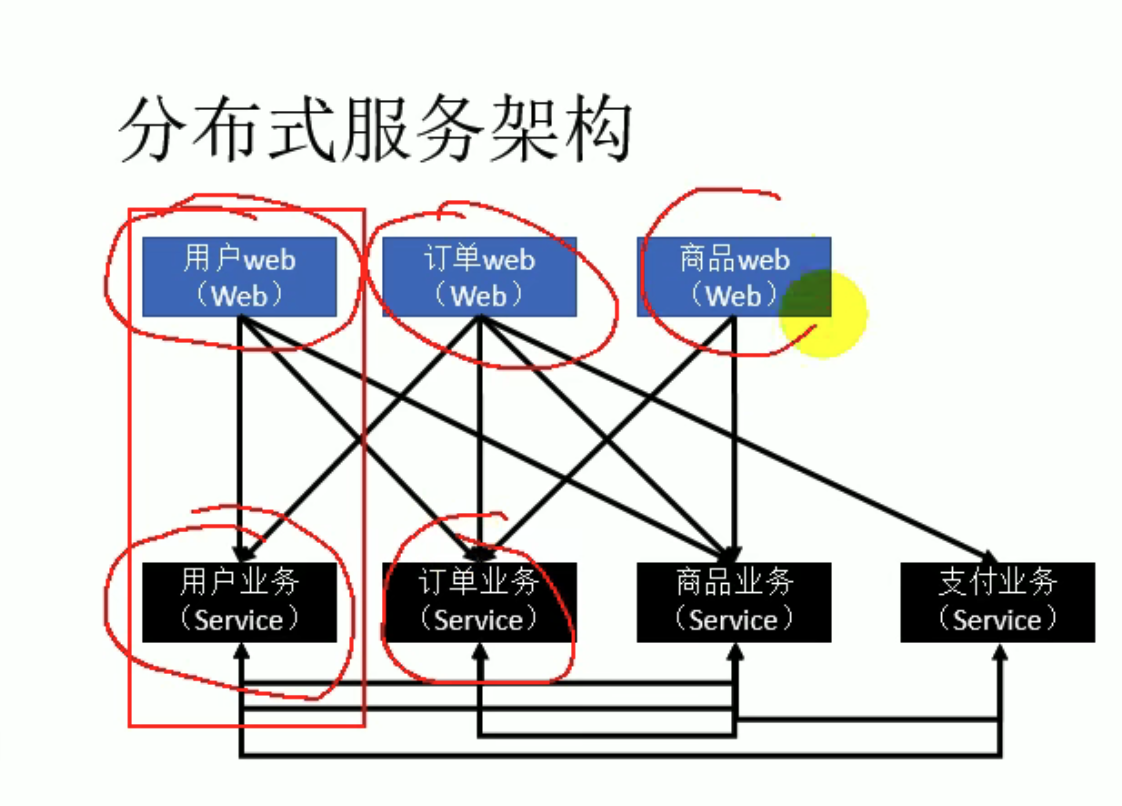 分布式服务架构
用户web
（Web）
订单web
（Web）
商品web
（Web）
用户业务
（Service）
订单业务
（Service）
商品业务
（Service）
支付业务
（Service）